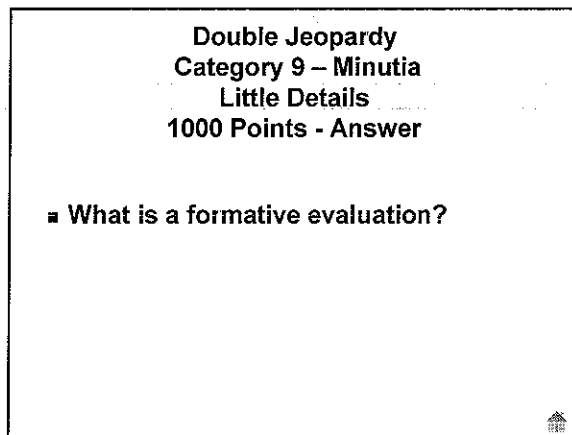 Double Jeopardy
Category 9 – Minutia
Little Details
1000 Points - Answer
■ What is a formative evaluation?